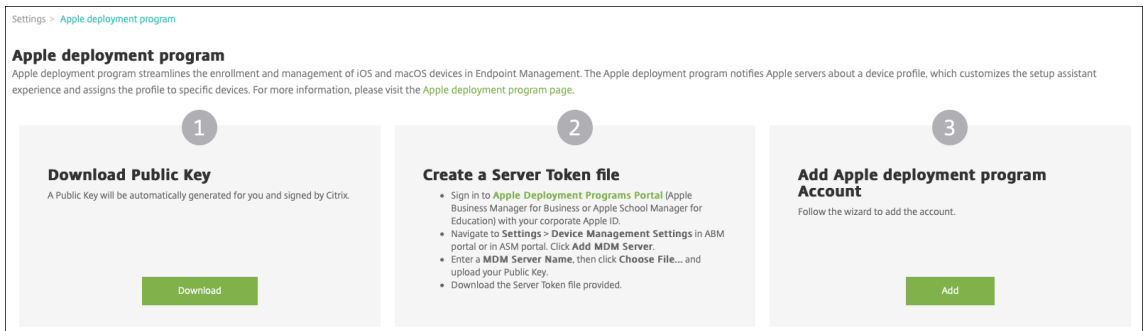 Settings > Apple deployment program
Apple deployment program
Apple deployment program streamlines the enrollment and management of iOS and macOS devices in Endpoint Management. The Apple deployment program notifies Apple servers about a device profile, which customizes the setup assistant
experience and assigns the profile to specific devices. For more information, please visit the Apple deployment program page.
1
Download Public Key
A Public Key will be automatically generated for you and signed by Citrix.
Download
2
Create a Server Token file
• Sign in to Apple Deployment Programs Portal (Apple
Business Manager for Business or Apple School Manager for
Education) with your corporate Apple ID.
• Navigate to Settings > Device Management Settings in ABM
portal or in ASM portal. Click Add MDM Server.
• Enter a MDM Server Name, then click Choose File... and
upload your Public Key.
• Download the Server Token file provided.
3
Add Apple deployment program
Account
Follow the wizard to add the account.
Add